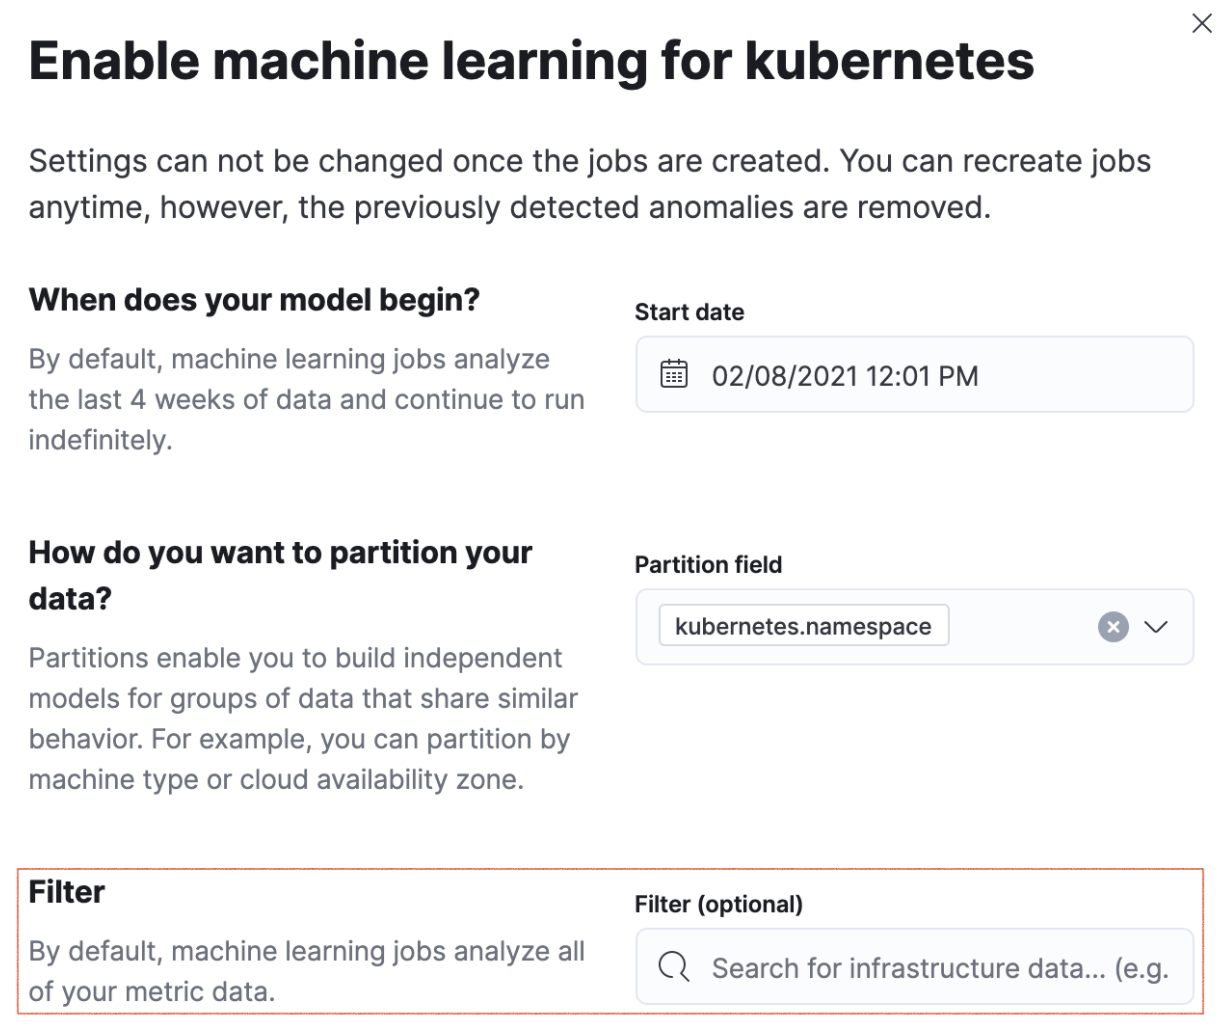 Enable machine learning for kubernetes
Settings can not be changed once the jobs are created. You can recreate jobs
anytime, however, the previously detected anomalies are removed.
When does your model begin?
By default, machine learning jobs analyze
the last 4 weeks of data and continue to run
indefinitely.
Start date
02/08/2021 12:01 PM
How do you want to partition your
data?
Partitions enable you to build independent
models for groups of data that share similar
behavior. For example, you can partition by
machine type or cloud availability zone.
Partition field
kubernetes.namespace
Filter
By default, machine learning jobs analyze all
of your metric data.
Filter (optional)
Search for infrastructure data... (e.g.